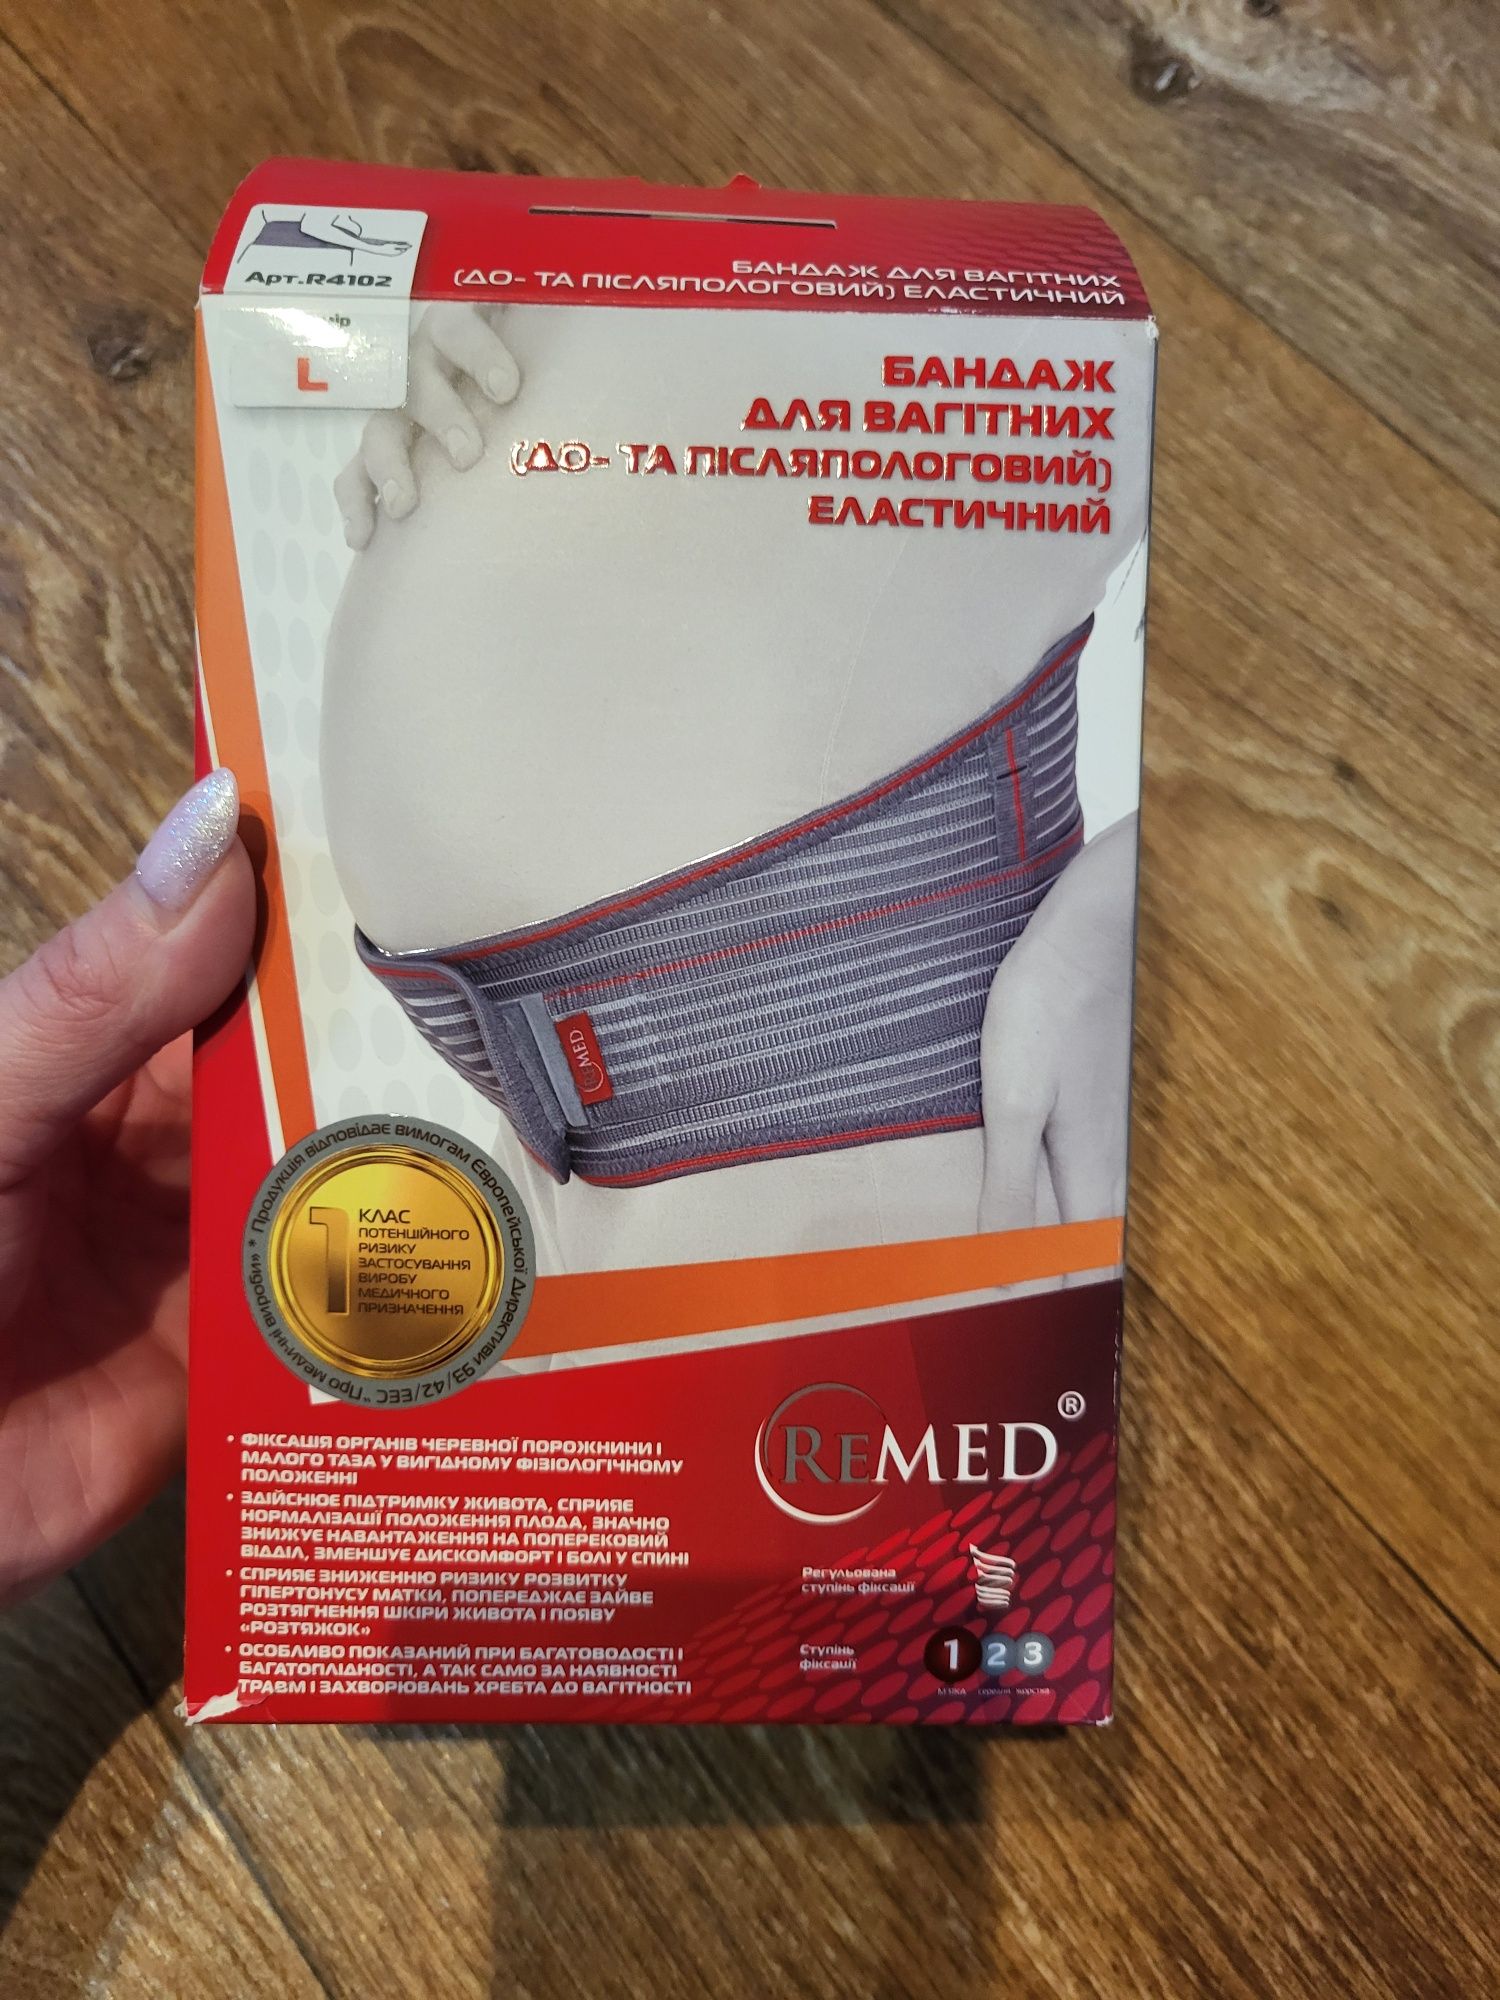 Арт.R4102
L
БАНДАЖ ДЛЯ ВАГІТНИХ
(ДО- ТА ПІСЛЯПОЛОГОВИЙ) ЕЛАСТИЧНИЙ
БАНДАЖ
ДЛЯ ВАГІТНИХ
(ДО- ТА ПІСЛЯПОЛОГОВИЙ)
ЕЛАСТИЧНИЙ
REMED
* Продукція відповідає вимогам Європейської Директиви 93/42/ЕЕС "Про медичні вироби»
1 КЛАС
ПОТЕНЦІЙНОГО
РИЗИКУ
ЗАСТОСУВАННЯ
ВИРОБУ
МЕДИЧНОГО
ПРИЗНАЧЕННЯ
REMED®
• ФІКСАЦІЯ ОРГАНІВ ЧЕРЕВНОЇ ПОРОЖНИНИ І
МАЛОГО ТАЗА У ВИГІДНОМУ ФІЗІОЛОГІЧНОМУ
ПОЛОЖЕННІ
• ЗДІЙСНЮЄ ПІДТРИМКУ ЖИВОТА, СПРИЯЄ
НОРМАЛІЗАЦІЇ ПОЛОЖЕННЯ ПЛОДА, ЗНАЧНО
ЗНИЖУЄ НАВАНТАЖЕННЯ НА ПОПЕРЕКОВИЙ
ВІДДІЛ, ЗМЕНШУЄ ДИСКОМФОРТ І БОЛІ У СПИНІ
• СПРИЯЄ ЗНИЖЕННЮ РИЗИКУ РОЗВИТКУ
ГІПЕРТОНУСУ МАТКИ, ПОПЕРЕДЖАЄ ЗАЙВЕ
РОЗТЯГНЕННЯ ШКІРИ ЖИВОТА І ПОЯВУ
«РОЗТЯЖОК»
• ОСОБЛИВО ПОКАЗАНИЙ ПРИ БАГАТОВОДОСТІ І
БАГАТОПЛІДНОСТІ, А ТАК САМО ЗА НАЯВНОСТІ
ТРАВМ І ЗАХВОРЮВАНЬ ХРЕБТА ДО ВАГІТНОСТІ
Регульована
ступінь фіксації
Ступінь
фіксації
1 2 3
М'ЯКА середня жорстка